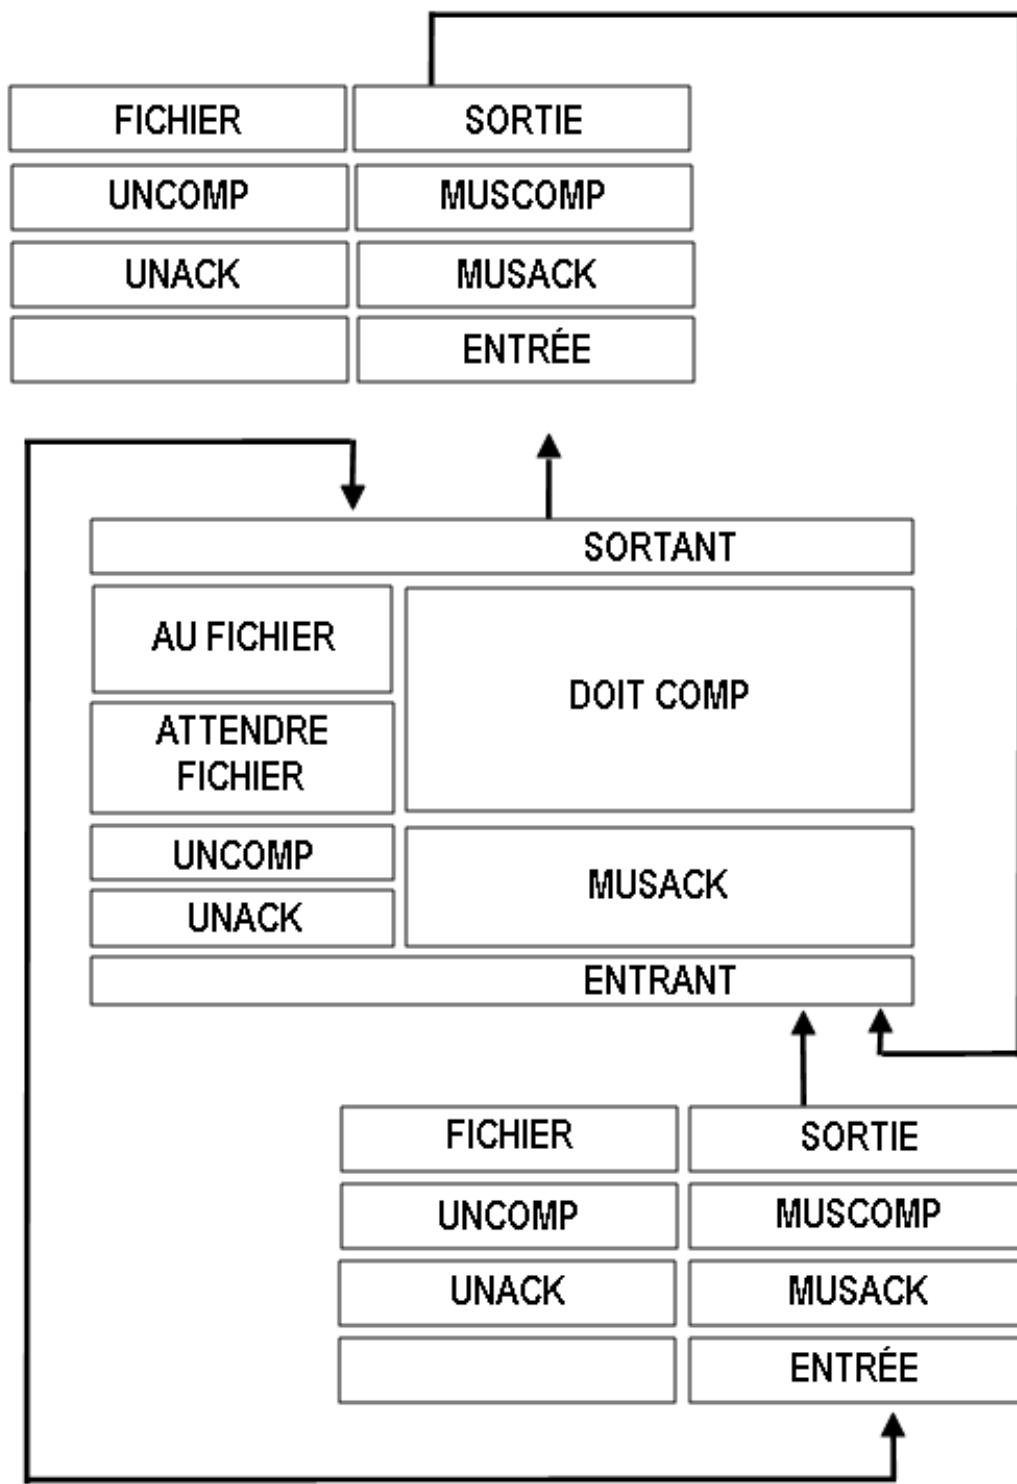 FICHIER SORTIE
UNCOMP MUSCOMP
UNACK MUSACK
ENTRÉE
SORTANT
AU FICHIER
DOIT COMP
ATTENDRE
FICHIER
UNCOMP
MUSACK
UNACK
ENTRANT
FICHIER SORTIE
UNCOMP MUSCOMP
UNACK MUSACK
ENTRÉE